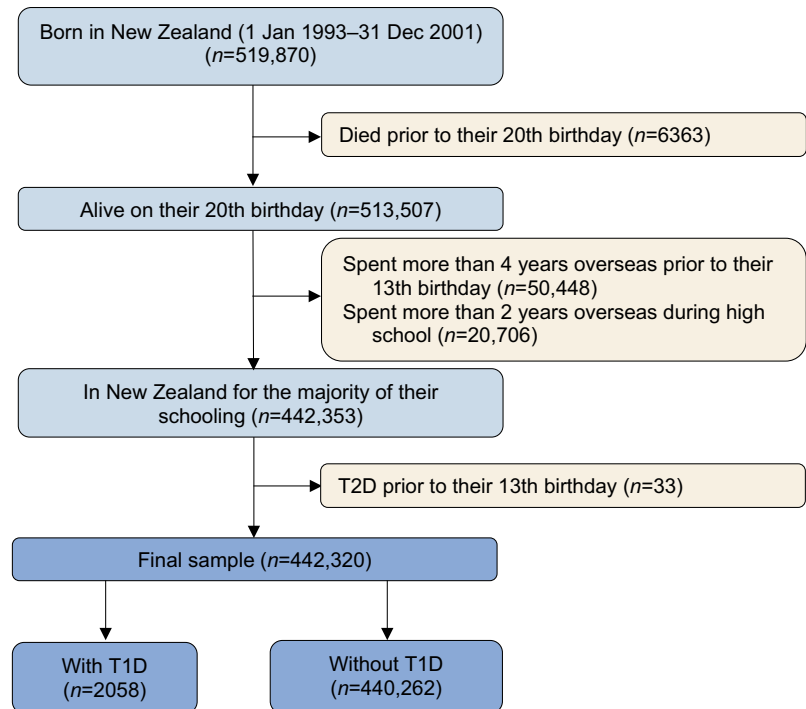 Born in New Zealand (1 Jan 1993–31 Dec 2001)
(n=519,870)
Died prior to their 20th birthday (n=6363)
Alive on their 20th birthday (n=513,507)
Spent more than 4 years overseas prior to their
13th birthday (n=50,448)
Spent more than 2 years overseas during high
school (n=20,706)
In New Zealand for the majority of their
schooling (n=442,353)
T2D prior to their 13th birthday (n=33)
Final sample (n=442,320)
With T1D
(n=2058)
Without T1D
(n=440,262)